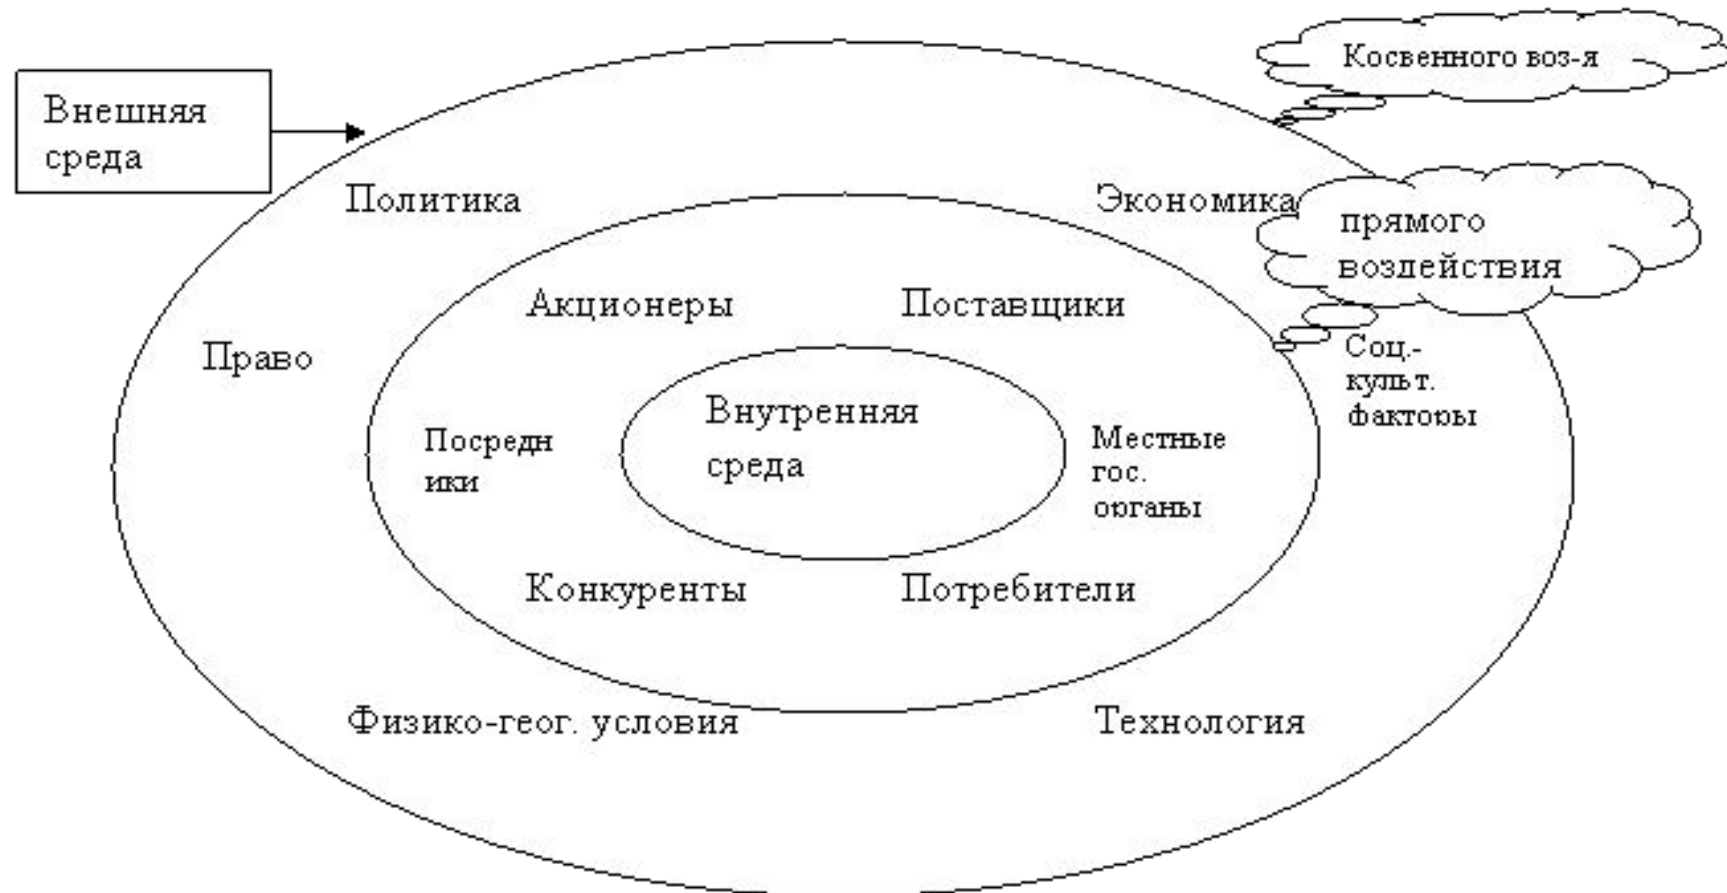 Косвенного воз-я
Внешняя
среда
Политика
Экономика
прямого
воздействия
Акционеры
Поставщики
Право
Соц.-
культ.
факторы
Внутренняя
среда
Посредн
ики
Местные
гос.
органы
Конкуренты
Потребители
Физико-геог. условия
Технология